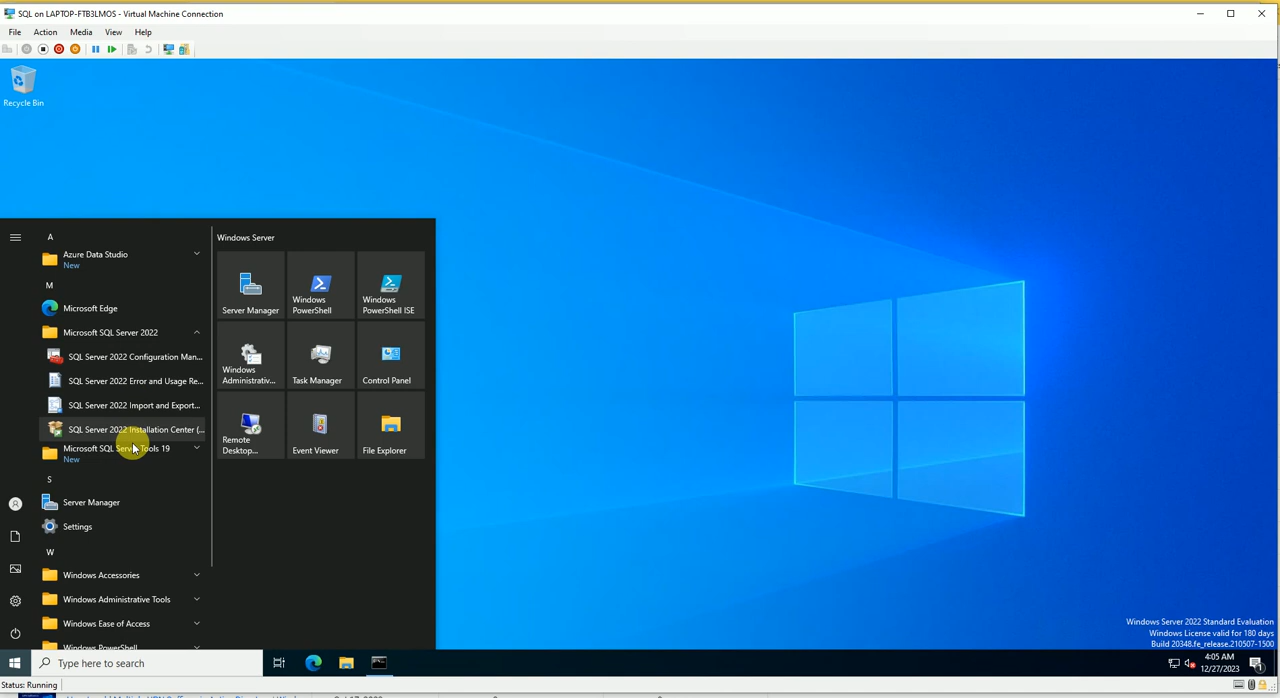 SQL on LAPTOP-FTB3LMOS - Virtual Machine Connection
File Action Media View Help
Recycle Bin
A
Azure Data Studio
New
M
Microsoft Edge
Microsoft SQL Server 2022
SQL Server 2022 Configuration Man...
SQL Server 2022 Error and Usage Re...
SQL Server 2022 Import and Export...
SQL Server 2022 Installation Center (...
Microsoft SQL Server Tools 19
New
S
Server Manager
Settings
W
Windows Accessories
Windows Administrative Tools
Windows Ease of Access
Windows PowerShell
Windows Server
Server Manager
Windows
PowerShell
Windows
PowerShell ISE
Windows
Administrativ...
Task Manager
Control Panel
Remote
Desktop...
Event Viewer
File Explorer
Windows Server 2022 Standard Evaluation
Windows License valid for 180 days
Build 20348.fe_release.210507-1500
Type here to search
4:05 AM
12/27/2023
1
Status: Running